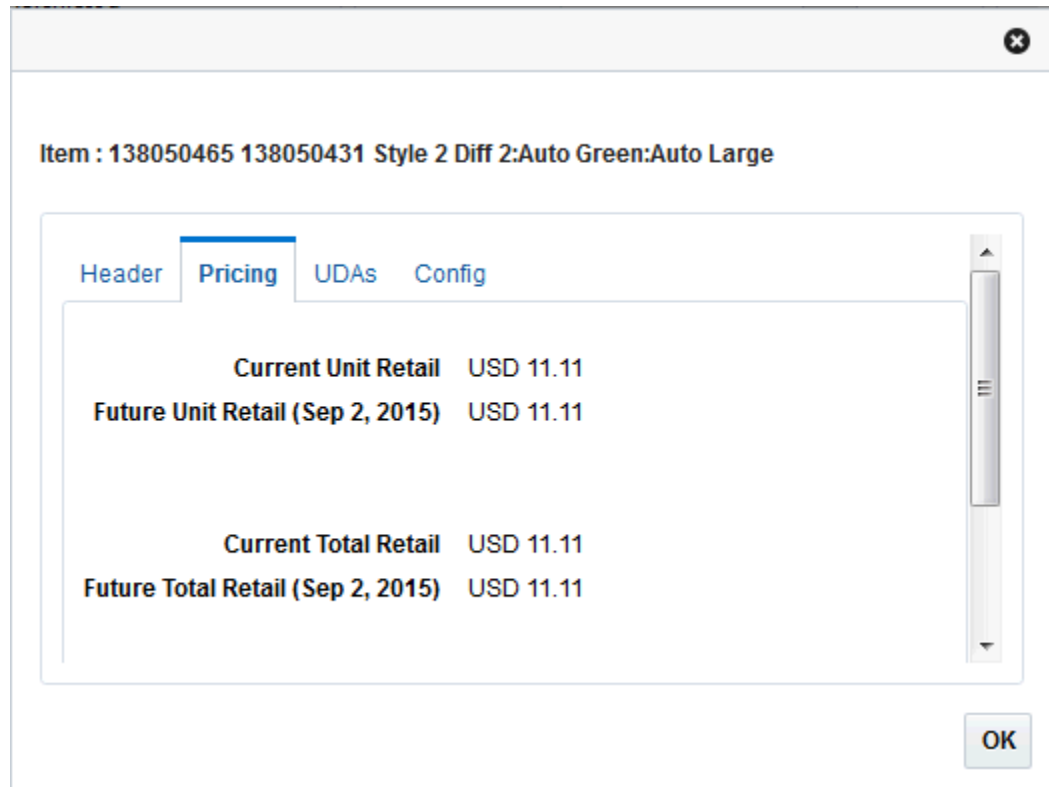 Item : 138050465 138050431 Style 2 Diff 2:Auto Green:Auto Large
Header Pricing UDAs Config
Current Unit Retail USD 11.11
Future Unit Retail (Sep 2, 2015) USD 11.11
Current Total Retail USD 11.11
Future Total Retail (Sep 2, 2015) USD 11.11
OK